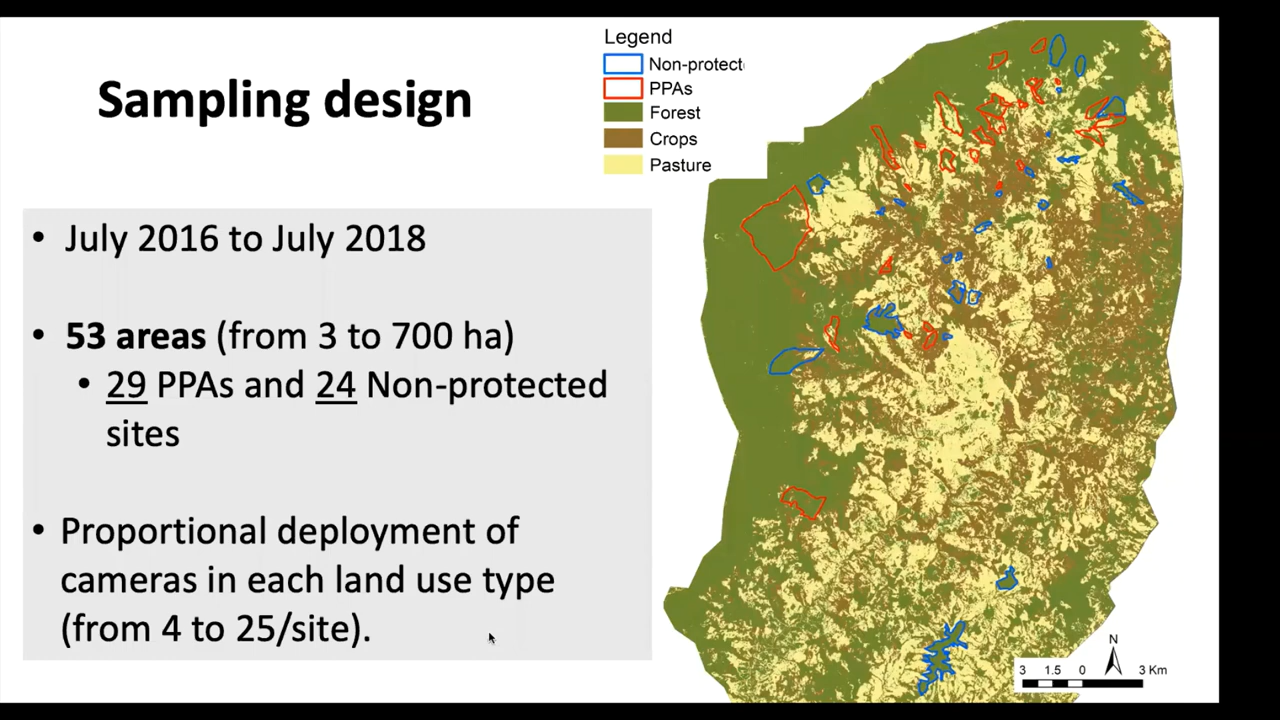 Sampling design
• July 2016 to July 2018
• 53 areas (from 3 to 700 ha)
• 29 PPAs and 24 Non-protected
sites
• Proportional deployment of
cameras in each land use type
(from 4 to 25/site).
Legend
Non-protect
PPAs
Forest
Crops
Pasture
N
3 1.5 0 3 Km